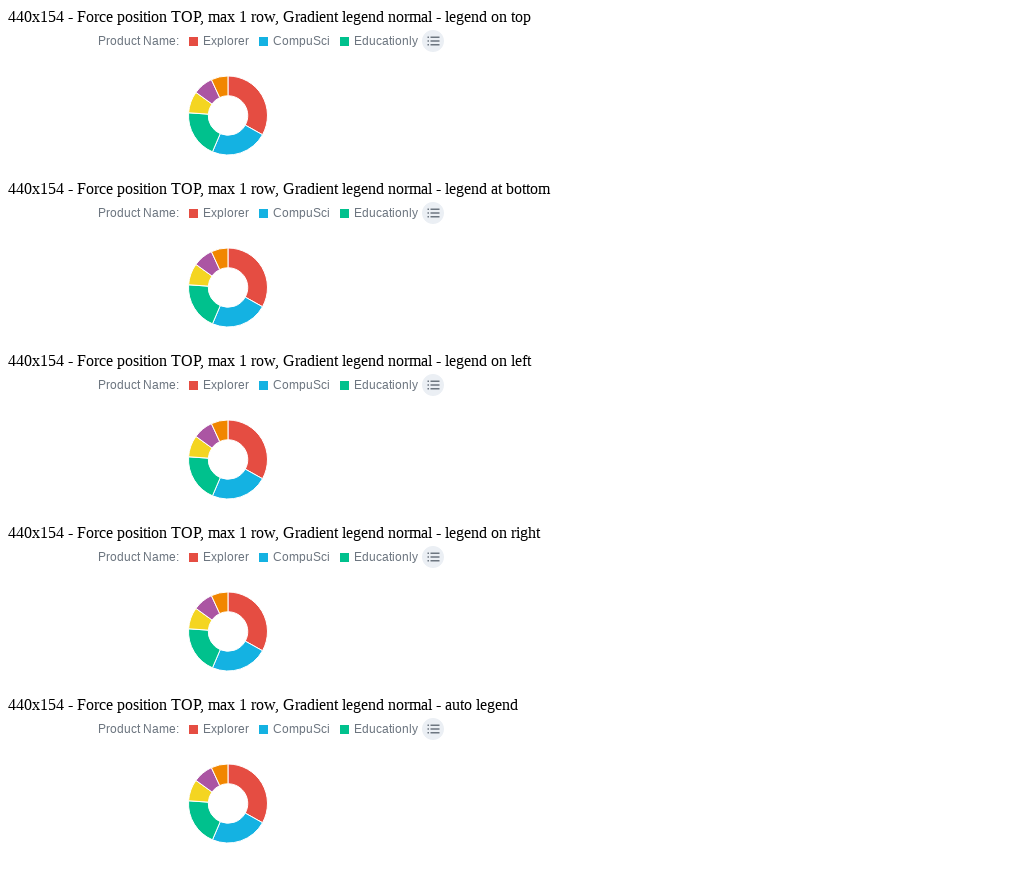 440x154 - Force position TOP, max 1 row, Gradient legend normal - legend on top
Product Name: Explorer CompuSci Educationly
440x154 - Force position TOP, max 1 row, Gradient legend normal - legend at bottom
Product Name: Explorer CompuSci Educationly
440x154 - Force position TOP, max 1 row, Gradient legend normal - legend on left
Product Name: Explorer CompuSci Educationly
440x154 - Force position TOP, max 1 row, Gradient legend normal - legend on right
Product Name: Explorer CompuSci Educationly
440x154 - Force position TOP, max 1 row, Gradient legend normal - auto legend
Product Name: Explorer CompuSci Educationly